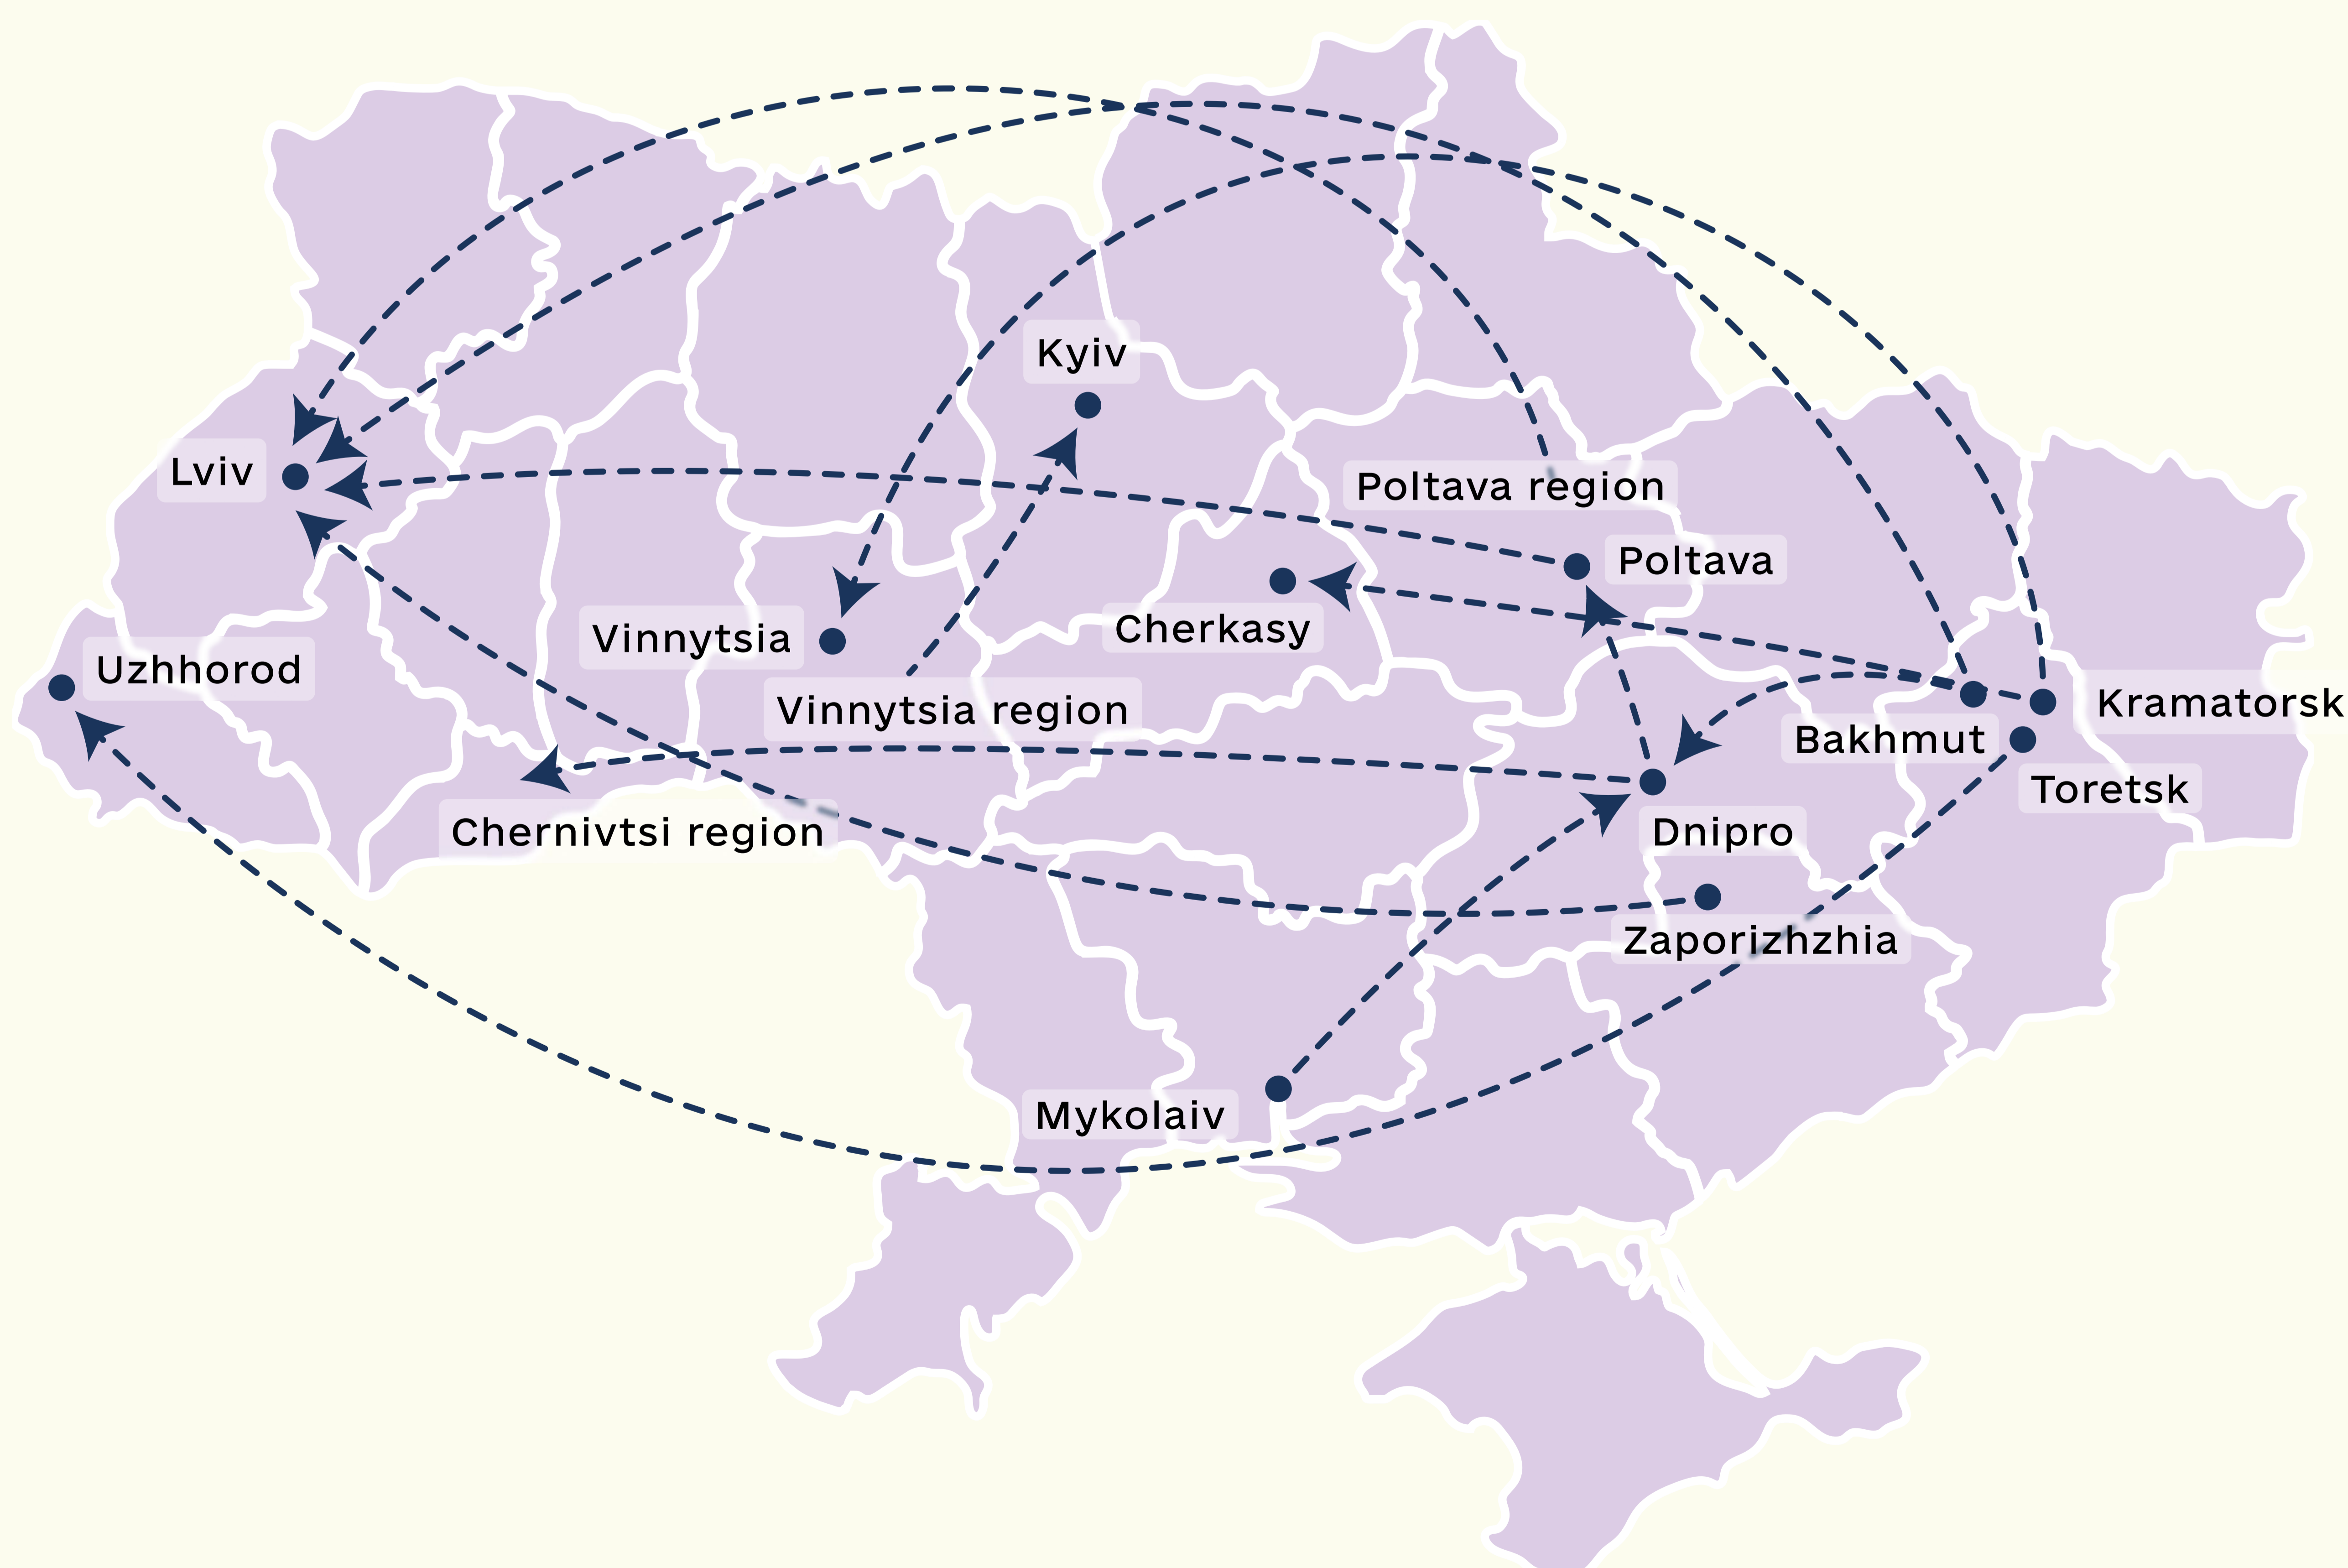 Kyiv
Lviv
Poltava region
Poltava
Cherkasy
Vinnytsia
Uzhhorod
Vinnytsia region
Kramatorsk
Bakhmut
Toretsk
Chernivtsi region
Dnipro
Zaporizhzhia
Mykolaiv